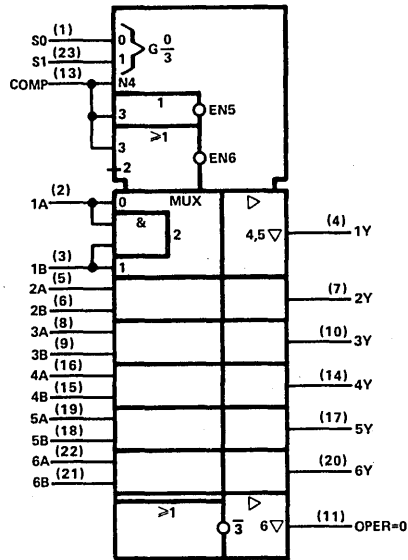 S0 (1) 0 } G 0/3
S1 (23) 1
COMP (13) N4
1
3 EN5
≥1
3 EN6
2
1A (2) 0 MUX ▷
& 2 4,5 ▽ (4) 1Y
1B (3) 1
2A (5)
(7) 2Y
2B (6)
3A (8)
(10) 3Y
3B (9)
4A (16)
(14) 4Y
4B (15)
5A (19)
(17) 5Y
5B (18)
6A (22)
(20) 6Y
6B (21)
≥1 ▷
3 6 ▽ (11) OPER=0